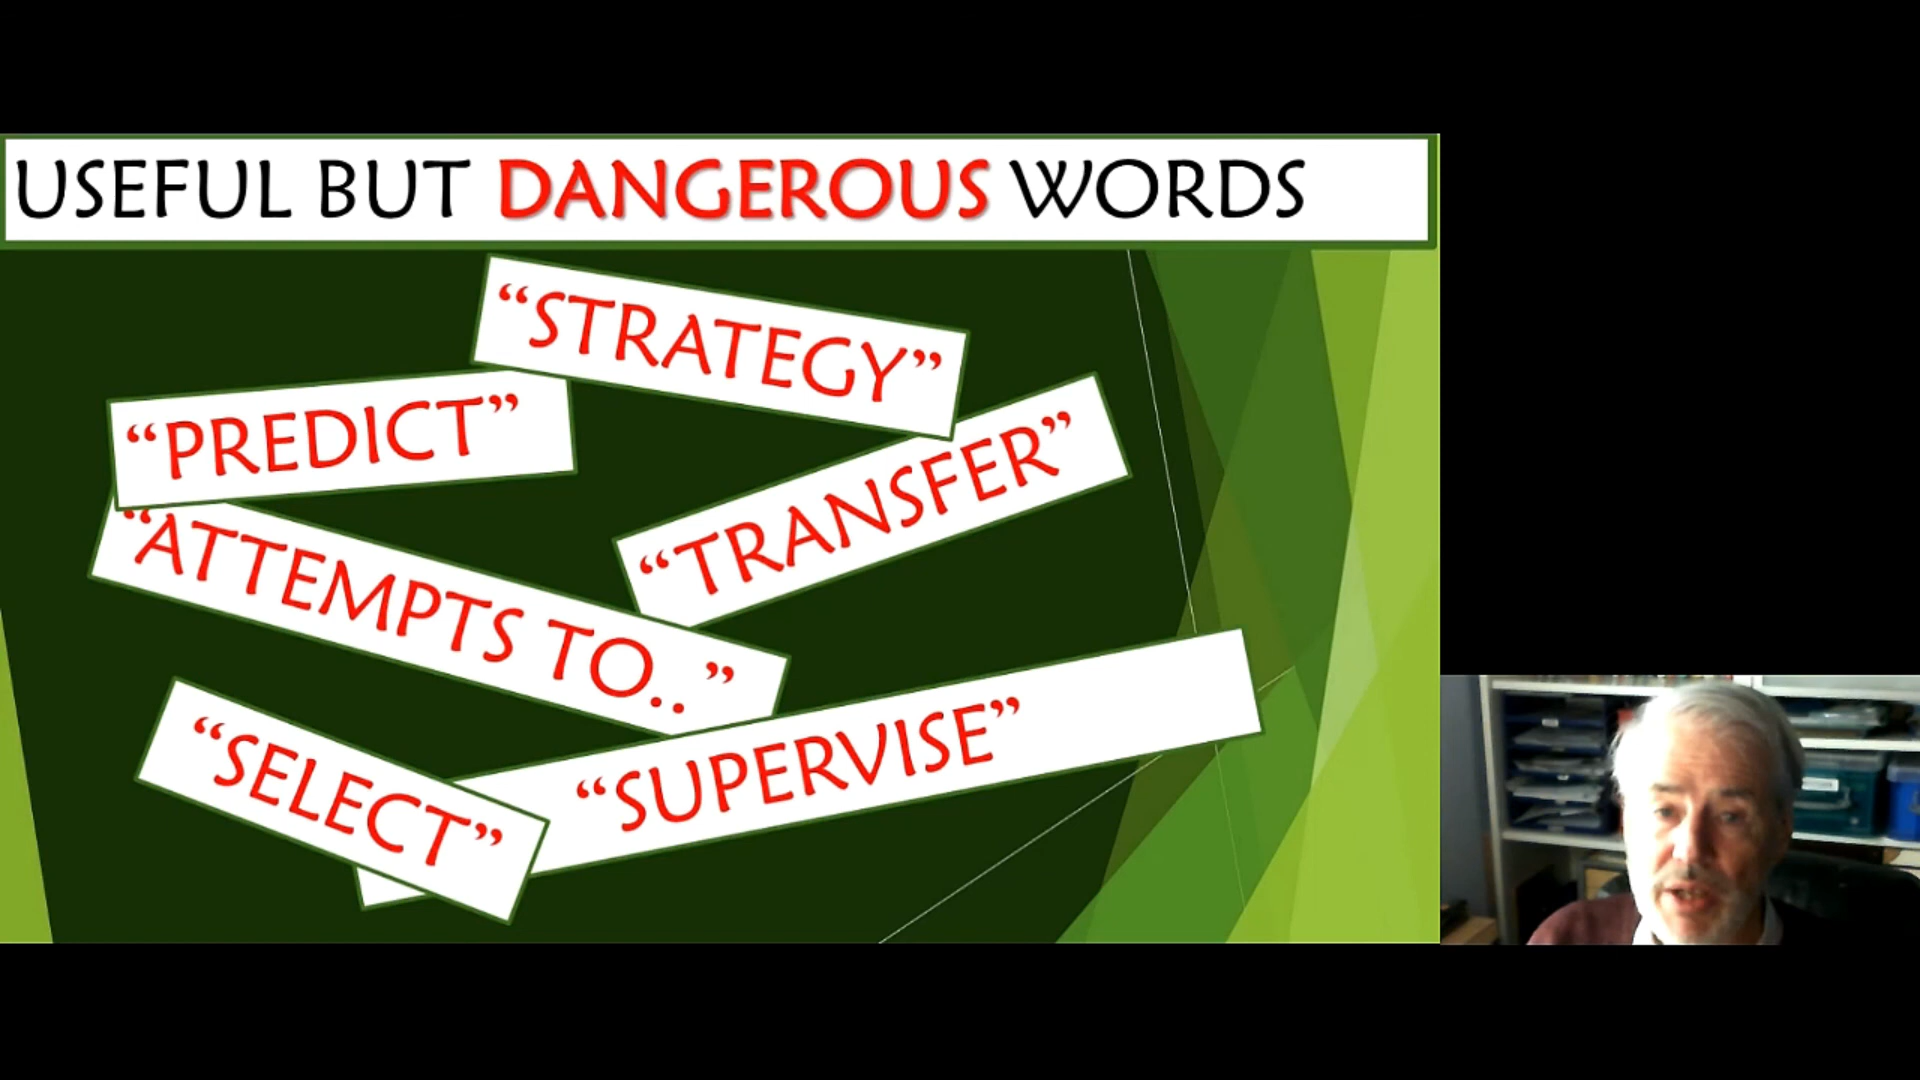 USEFUL BUT DANGEROUS WORDS
“STRATEGY”
“PREDICT”
“TRANSFER”
“ATTEMPTS TO.. ”
“SUPERVISE”
“SELECT”